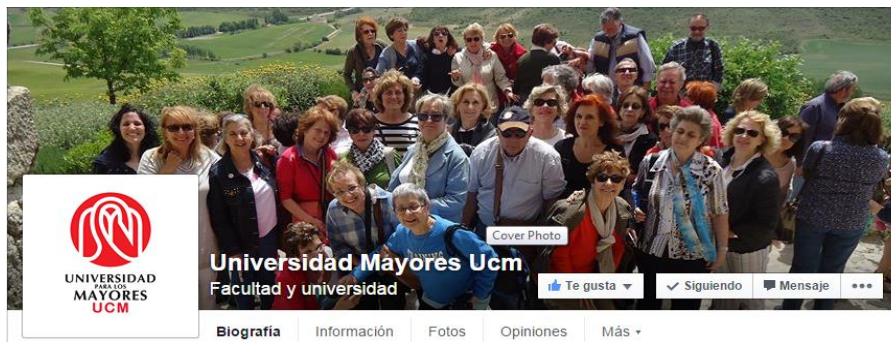 Cover Photo
UNIVERSIDAD
PARA LOS
MAYORES
UCM
Universidad Mayores Ucm
Facultad y universidad
Te gusta
Siguiendo
Mensaje
Biografía
Información
Fotos
Opiniones
Más